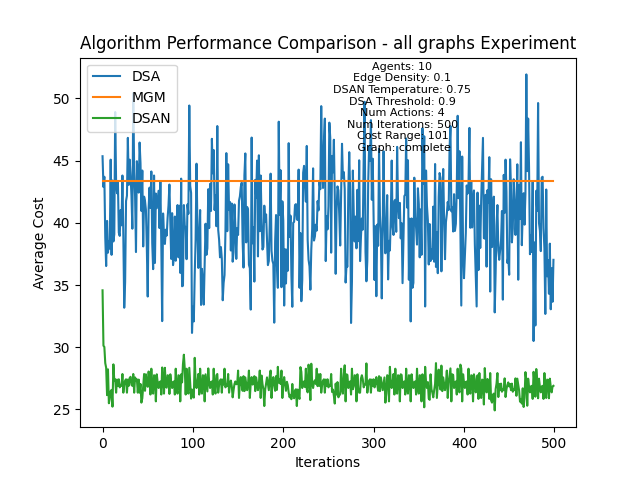 Algorithm Performance Comparison - all graphs Experiment
DSA
MGM
DSAN
Agents: 10
Edge Density: 0.1
DSAN Temperature: 0.75
DSA Threshold: 0.9
Num Actions: 4
Num Iterations: 500
Cost Range: 101
Graph: complete
Average Cost
50
45
40
35
30
25
0 100 200 300 400 500
Iterations